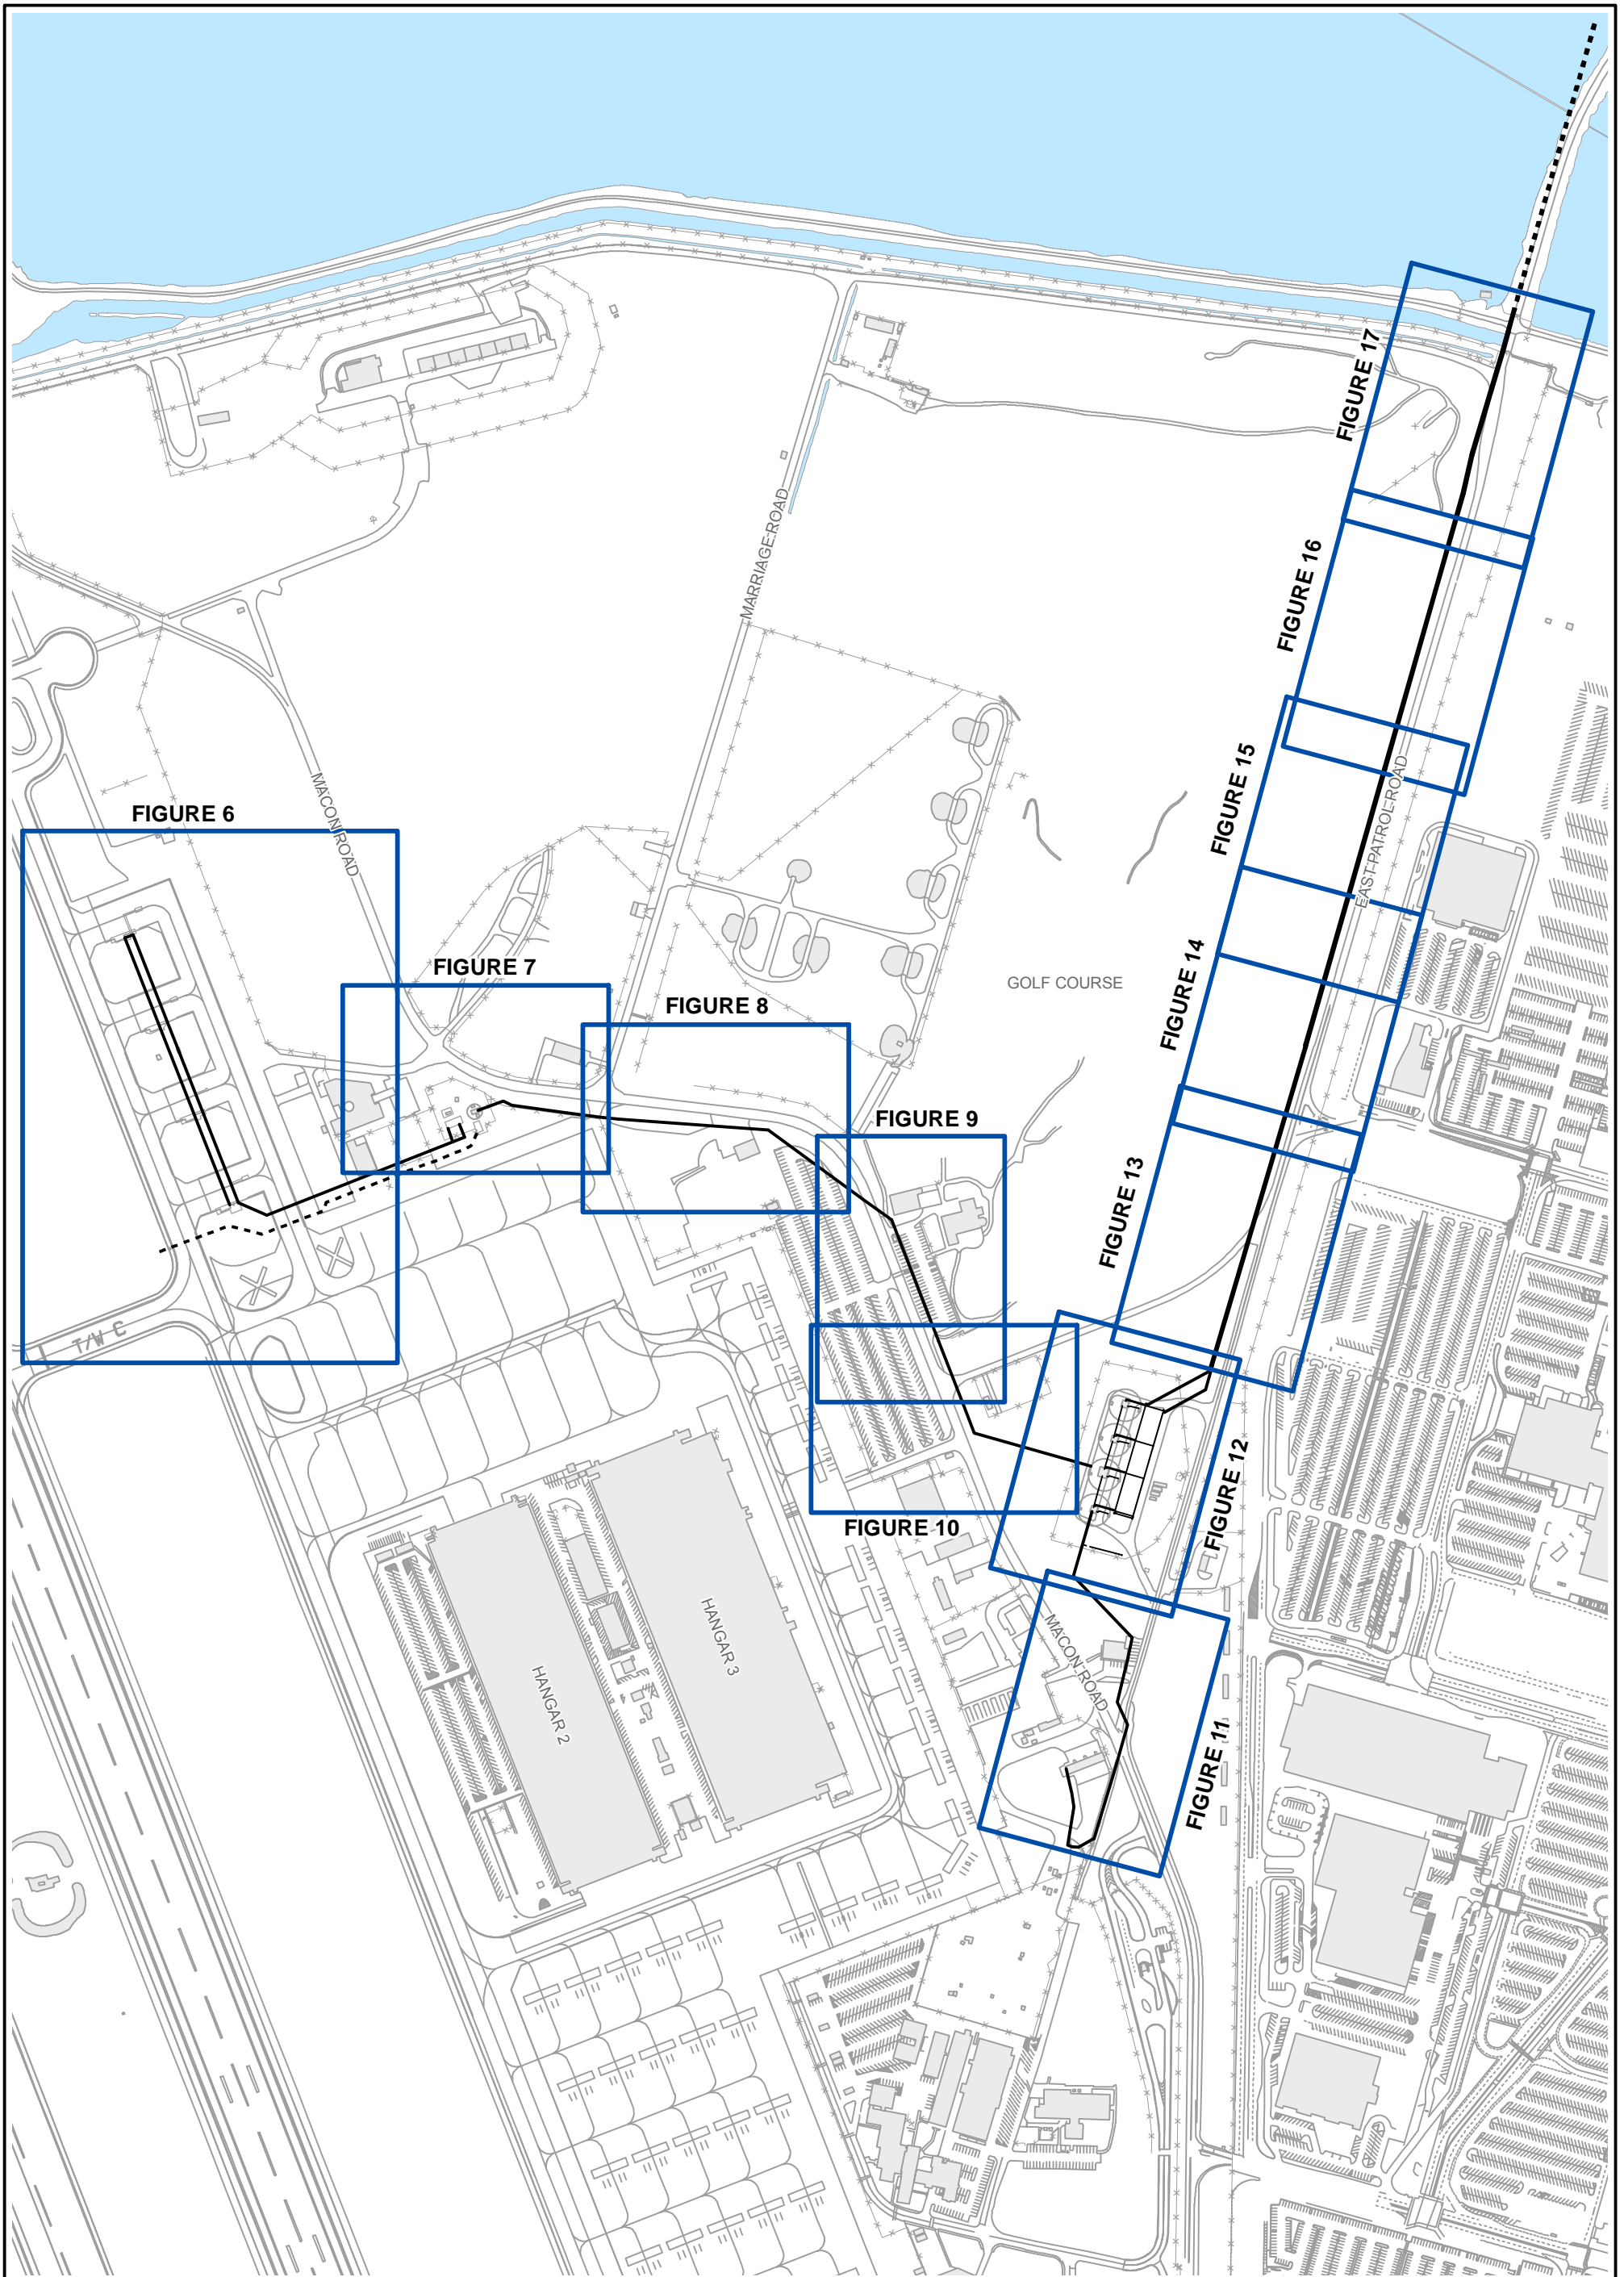 FIGURE 17
MARRIAGE ROAD
FIGURE 16
FIGURE 15
MACON ROAD
EAST PATROL ROAD
FIGURE 6
FIGURE 14
FIGURE 7
GOLF COURSE
FIGURE 8
FIGURE 9
FIGURE 13
T/W C
FIGURE 12
FIGURE 10
HANGAR 3
MACON ROAD
HANGAR 2
FIGURE 11